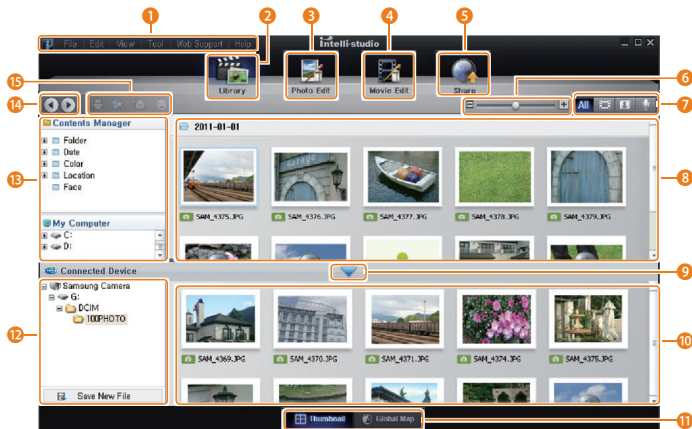 1 2 3 4 5
File Edit View Tool Web Support Help
intelli-studio
Library Photo Edit Movie Edit Share
15 6
14 All 7
Contents Manager
2011-01-01
Folder
Date
Color
Location
Face
13 8
SAM_4375.JPG SAM_4376.JPG SAM_4377.JPG SAM_4378.JPG SAM_4379.JPG
My Computer
C:
D:
Connected Device 9
Samsung Camera
G:
DCIM
100PHOTO
12 10
SAM_4369.JPG SAM_4370.JPG SAM_4371.JPG SAM_4374.JPG SAM_4375.JPG
Save New File
Thumbnail Global Map 11